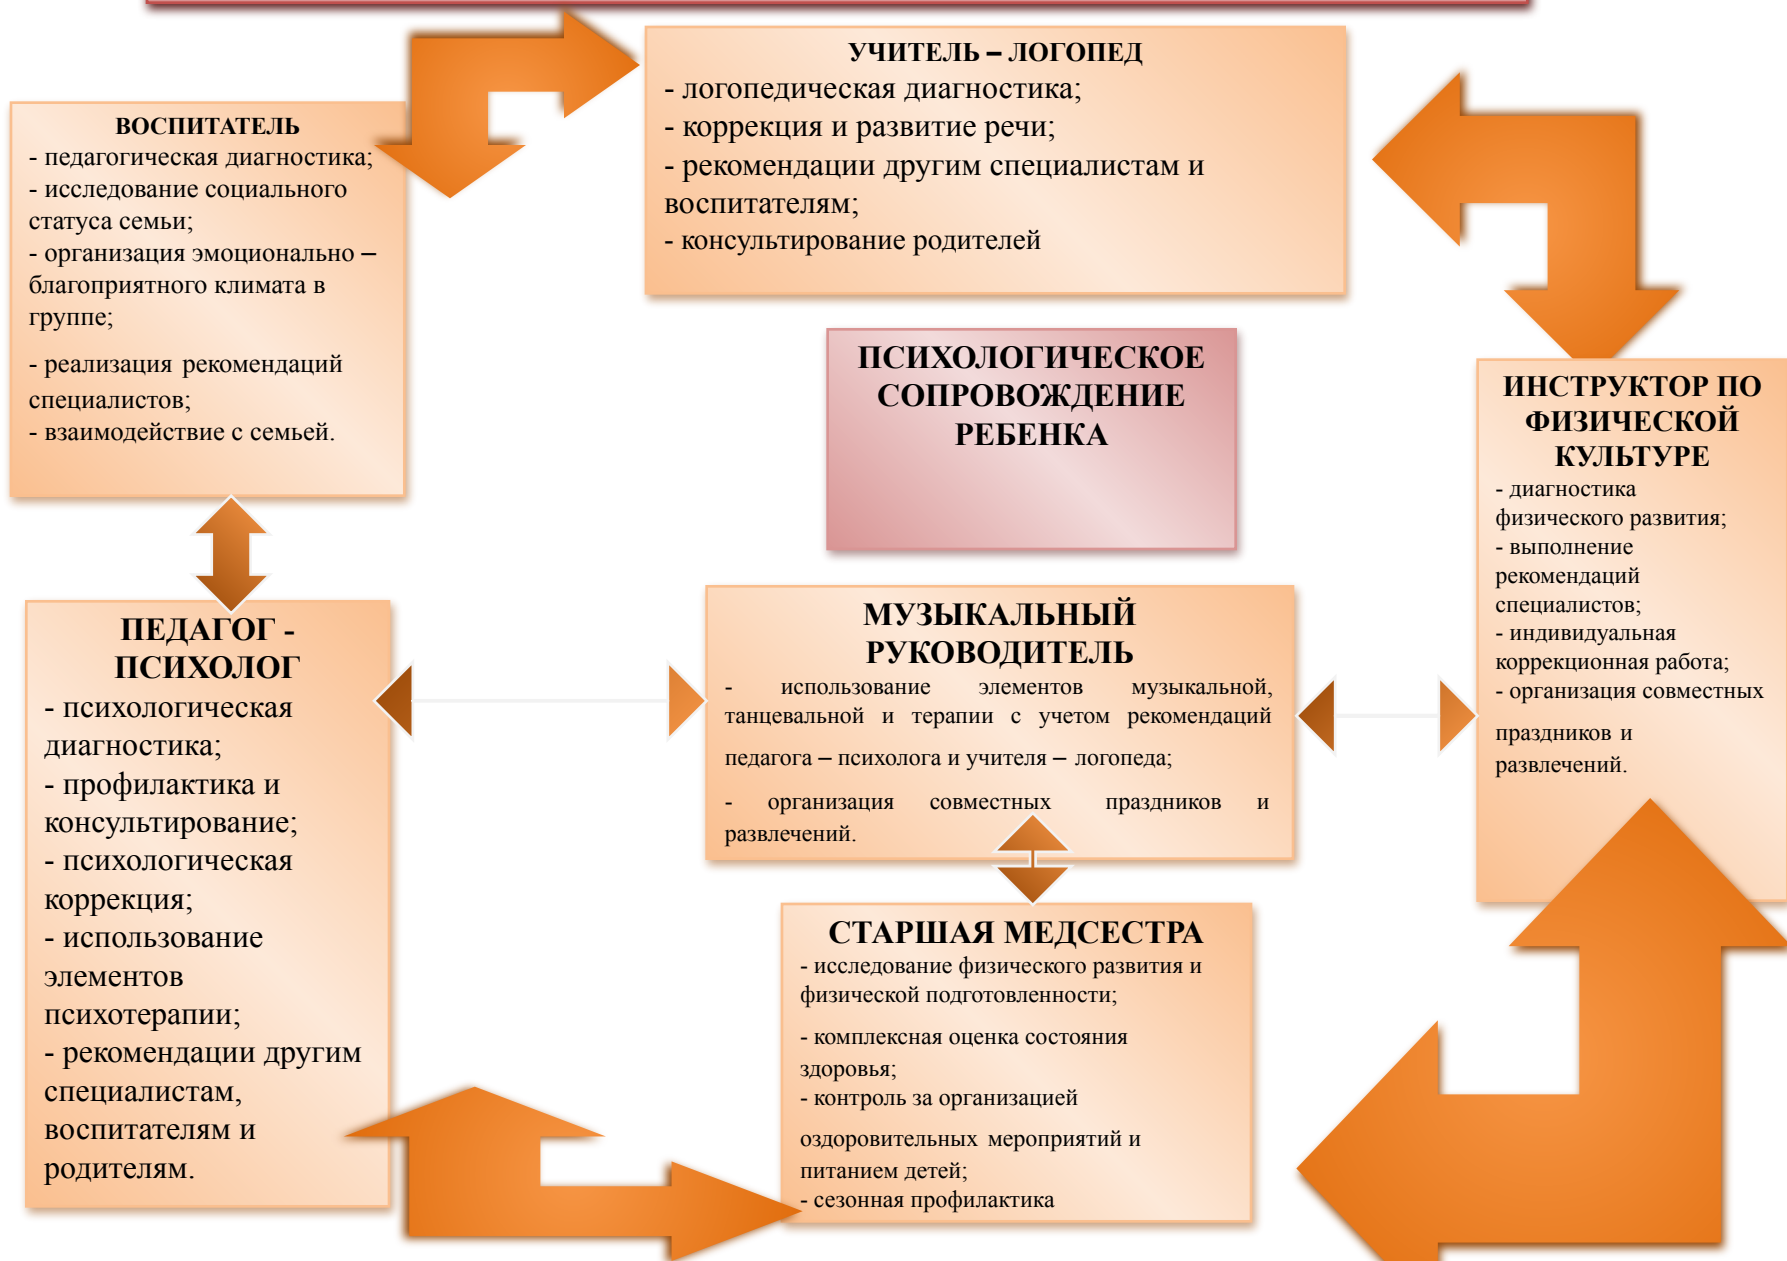 УЧИТЕЛЬ – ЛОГОПЕД
- логопедическая диагностика;
- коррекция и развитие речи;
- рекомендации другим специалистам и
воспитателям;
- консультирование родителей
ВОСПИТАТЕЛЬ
- педагогическая диагностика;
- исследование социального
статуса семьи;
- организация эмоционально –
благоприятного климата в
группе;
- реализация рекомендаций
специалистов;
- взаимодействие с семьей.
ПСИХОЛОГИЧЕСКОЕ
СОПРОВОЖДЕНИЕ
РЕБЕНКА
ИНСТРУКТОР ПО
ФИЗИЧЕСКОЙ
КУЛЬТУРЕ
- диагностика
физического развития;
- выполнение
рекомендаций
специалистов;
- индивидуальная
коррекционная работа;
- организация совместных
праздников и
развлечений.
ПЕДАГОГ -
ПСИХОЛОГ
- психологическая
диагностика;
- профилактика и
консультирование;
- психологическая
коррекция;
- использование
элементов
психотерапии;
- рекомендации другим
специалистам,
воспитателям и
родителям.
МУЗЫКАЛЬНЫЙ
РУКОВОДИТЕЛЬ
- использование элементов музыкальной,
танцевальной и терапии с учетом рекомендаций
педагога – психолога и учителя – логопеда;
- организация совместных праздников и
развлечений.
СТАРШАЯ МЕДСЕСТРА
- исследование физического развития и
физической подготовленности;
- комплексная оценка состояния
здоровья;
- контроль за организацией
оздоровительных мероприятий и
питанием детей;
- сезонная профилактика